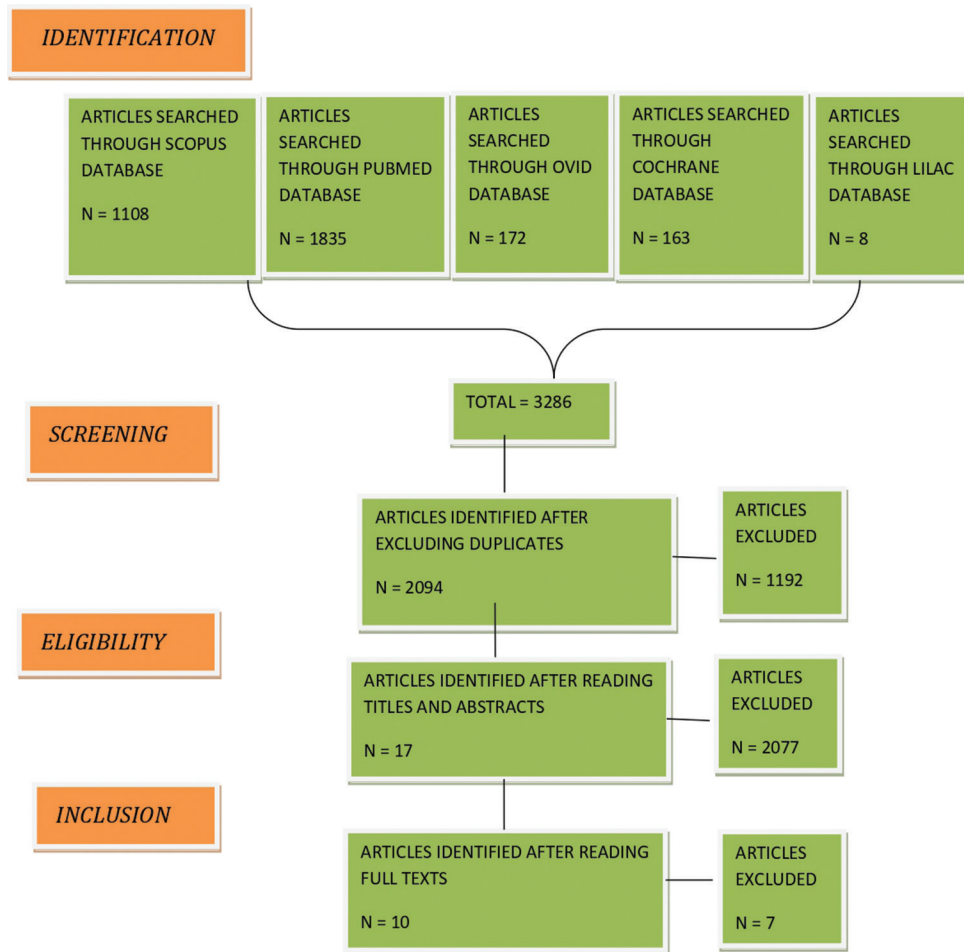 IDENTIFICATION
ARTICLES SEARCHED
THROUGH SCOPUS
DATABASE
N = 1108
ARTICLES
SEARCHED
THROUGH PUBMED
DATABASE
N = 1835
ARTICLES
SEARCHED
THROUGH OVID
DATABASE
N = 172
ARTICLES SEARCHED
THROUGH
COCHRANE
DATABASE
N = 163
ARTICLES
SEARCHED
THROUGH LILAC
DATABASE
N = 8
TOTAL = 3286
SCREENING
ARTICLES IDENTIFIED AFTER
EXCLUDING DUPLICATES
N = 2094
ARTICLES
EXCLUDED
N = 1192
ELIGIBILITY
ARTICLES IDENTIFIED AFTER READING
TITLES AND ABSTRACTS
N = 17
ARTICLES
EXCLUDED
N = 2077
INCLUSION
ARTICLES IDENTIFIED AFTER READING
FULL TEXTS
N = 10
ARTICLES
EXCLUDED
N = 7